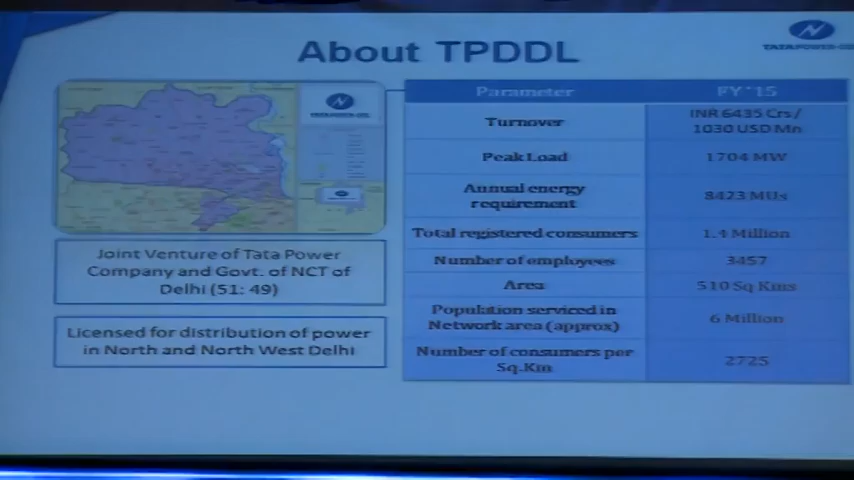 About TPDDL
TATA POWER-DDL
TATA POWER-DDL
Joint Venture of Tata Power
Company and Govt. of NCT of
Delhi (51: 49)
Licensed for distribution of power
in North and North West Delhi
Parameter FY '15
Turnover INR 6435 Crs /
1030 USD Mn
Peak Load 1704 MW
Annual energy
requirement 8423 MUs
Total registered consumers 1.4 Million
Number of employees 3457
Area 510 Sq Kms
Population serviced in
Network area (approx) 6 Million
Number of consumers per
Sq.Km 2725